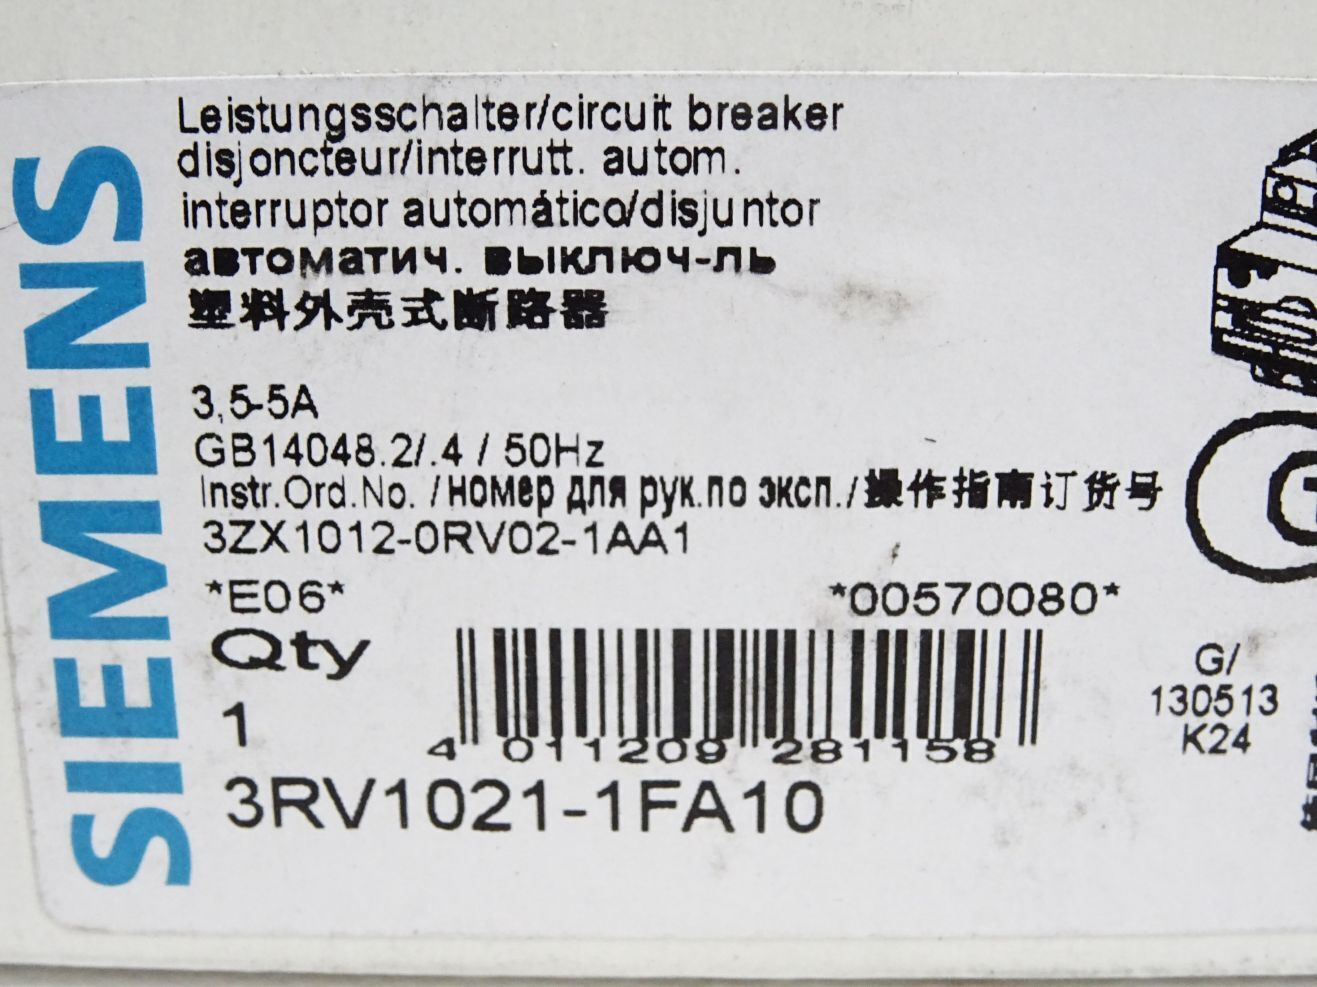 SIEMENS
Leistungsschalter/circuit breaker
disjoncteur/interrutt. autom.
interruptor automático/disjuntor
автоматич. выключ-ль
塑料外壳式断路器
3,5-5A
GB14048.2/.4 / 50Hz
Instr.Ord.No. /номер для рук.по эксп./操作指南订货号
3ZX1012-0RV02-1AA1
*E06* *00570080*
Qty
1
4 011209 281158
G/
130513
K24
3RV1021-1FA10